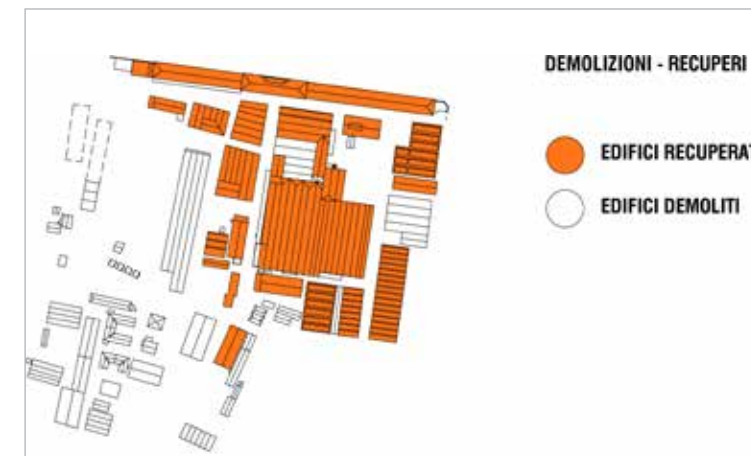 DEMOLIZIONI - RECUPERI
EDIFICI RECUPERAT
EDIFICI DEMOLITI